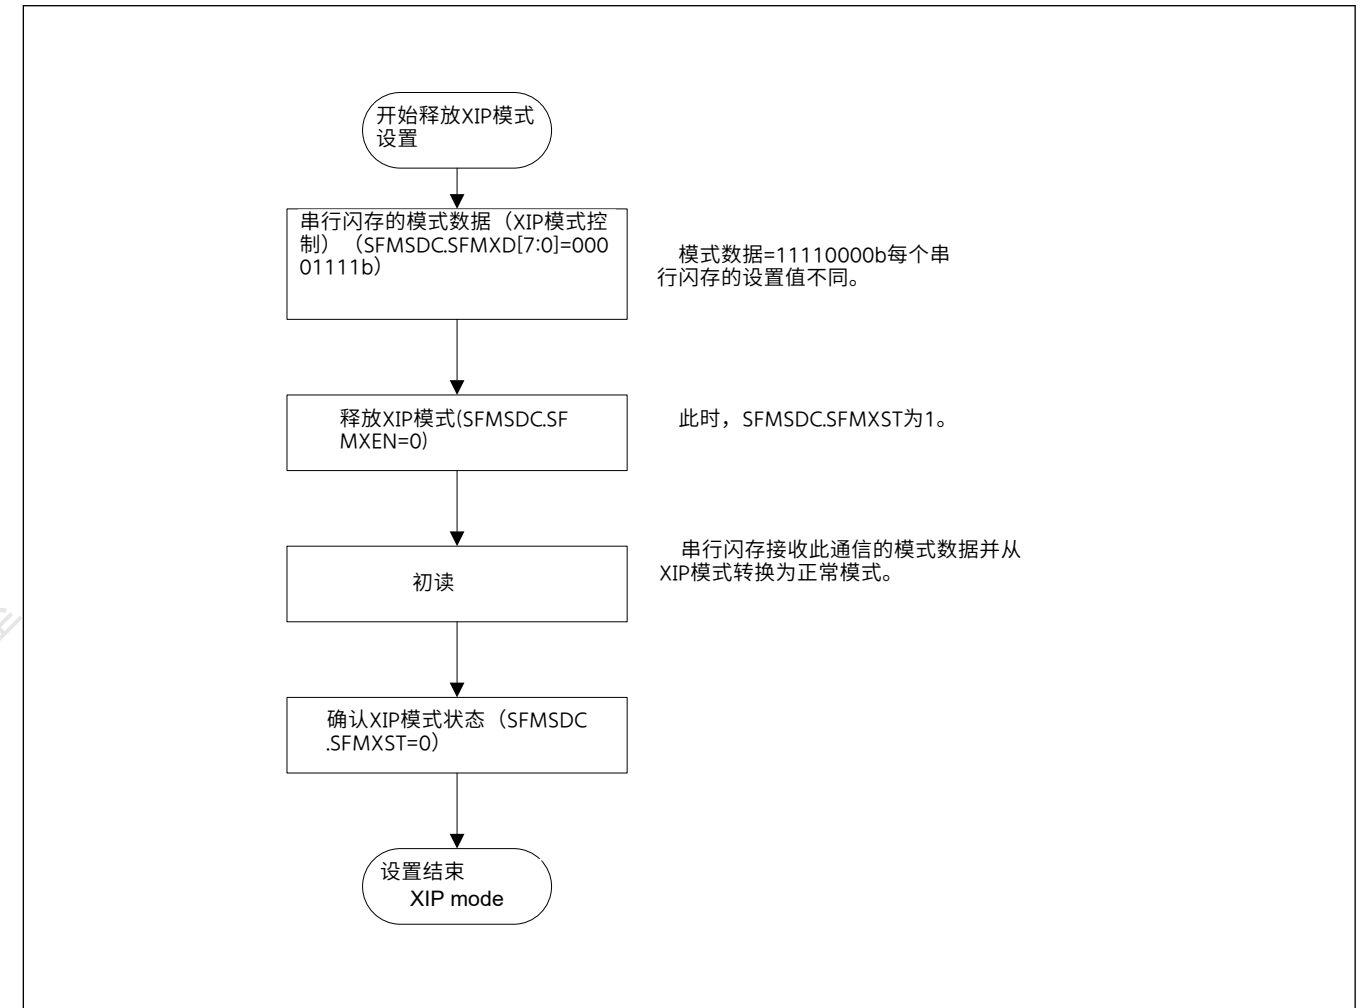 开始释放XIP模式
设置
串行闪存的模式数据（XIP模式控
制）（SFMSDC.SFMXD[7:0]=000
01111b）
模式数据=11110000b每个串
行闪存的设置值不同。
释放XIP模式(SFMSDC.SF
MXEN=0)
此时，SFMSDC.SFMXST为1。
初读
串行闪存接收此通信的模式数据并从
XIP模式转换为正常模式。
确认XIP模式状态（SFMSDC
.SFMXST=0）
设置结束
XIP mode